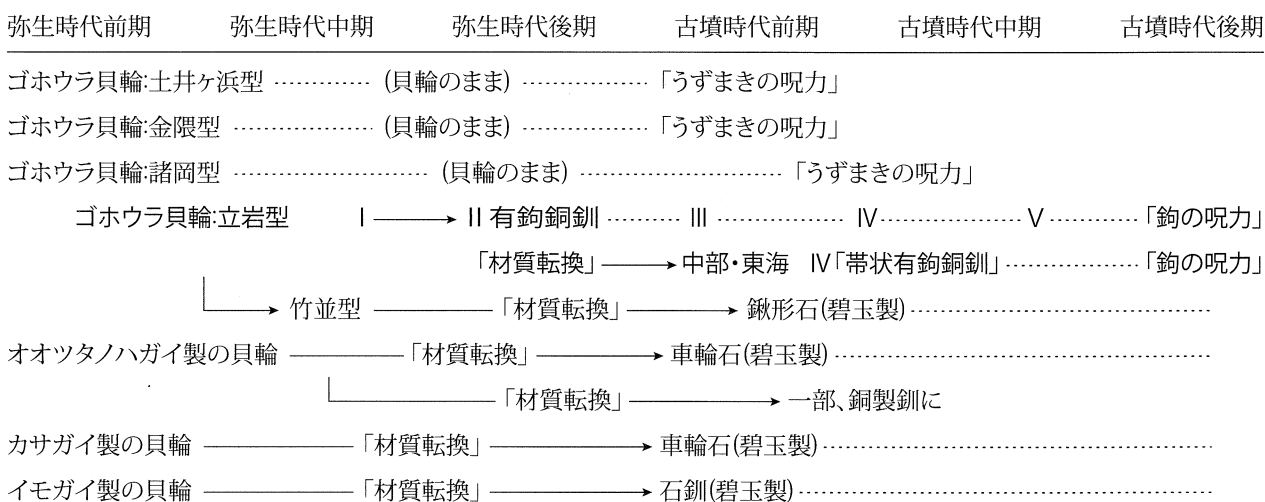 弥生時代前期 弥生時代中期 弥生時代後期 古墳時代前期 古墳時代中期 古墳時代後期
ゴホウラ貝輪:土井ヶ浜型 ………… (貝輪のまま) ………… 「うずまきの呪力」
ゴホウラ貝輪:金隈型 ………… (貝輪のまま) ………… 「うずまきの呪力」
ゴホウラ貝輪:諸岡型 ………… (貝輪のまま) ………… 「うずまきの呪力」
ゴホウラ貝輪:立岩型 Ⅰ → Ⅱ 有鉤銅釧 ……… Ⅲ ………… Ⅳ ………… Ⅴ ……… 「鉤の呪力」
「材質転換」 → 中部・東海 Ⅳ「帯状有鉤銅釧」 ………… 「鉤の呪力」
→ 竹並型 「材質転換」 → 鍬形石(碧玉製) …………
オオツタノハガイ製の貝輪 「材質転換」 → 車輪石(碧玉製) …………
「材質転換」 → 一部、銅製釧に
カサガイ製の貝輪 「材質転換」 → 車輪石(碧玉製) …………
イモガイ製の貝輪 「材質転換」 → 石釧(碧玉製) …………